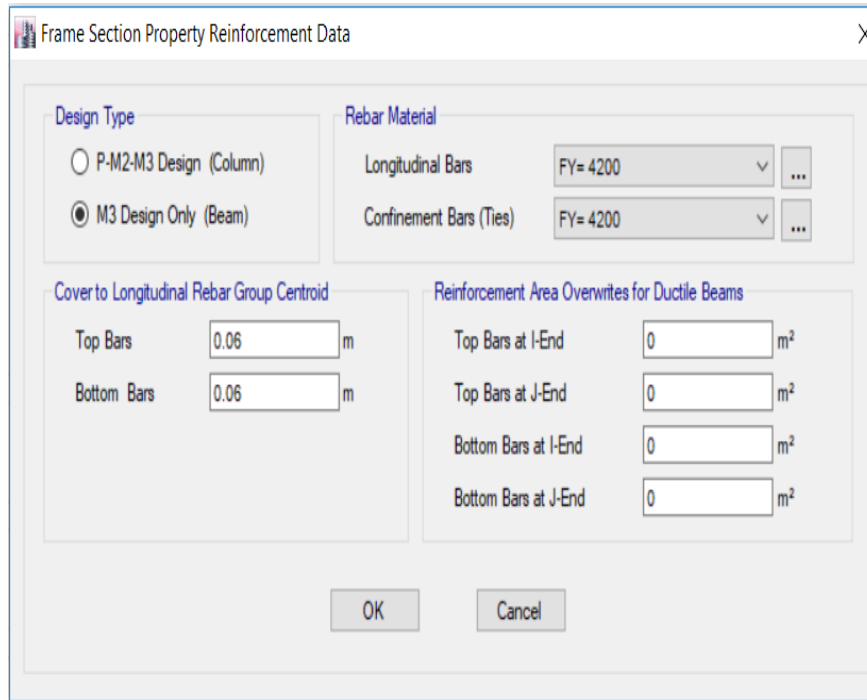 Frame Section Property Reinforcement Data
Design Type
P-M2-M3 Design (Column)
M3 Design Only (Beam)
Rebar Material
Longitudinal Bars FY= 4200 ...
Confinement Bars (Ties) FY= 4200 ...
Cover to Longitudinal Rebar Group Centroid
Top Bars 0.06 m
Bottom Bars 0.06 m
Reinforcement Area Overwrites for Ductile Beams
Top Bars at I-End 0 m²
Top Bars at J-End 0 m²
Bottom Bars at I-End 0 m²
Bottom Bars at J-End 0 m²
OK Cancel